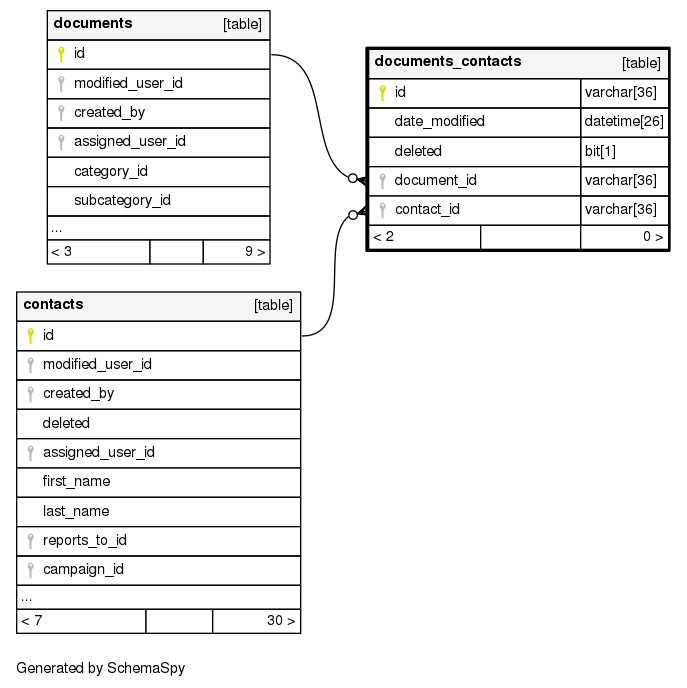 documents [table]
id
modified_user_id
created_by
assigned_user_id
category_id
subcategory_id
...
< 3 9 >
documents_contacts [table]
id varchar[36]
date_modified datetime[26]
deleted bit[1]
document_id varchar[36]
contact_id varchar[36]
< 2 0 >
contacts [table]
id
modified_user_id
created_by
deleted
assigned_user_id
first_name
last_name
reports_to_id
campaign_id
...
< 7 30 >
Generated by SchemaSpy